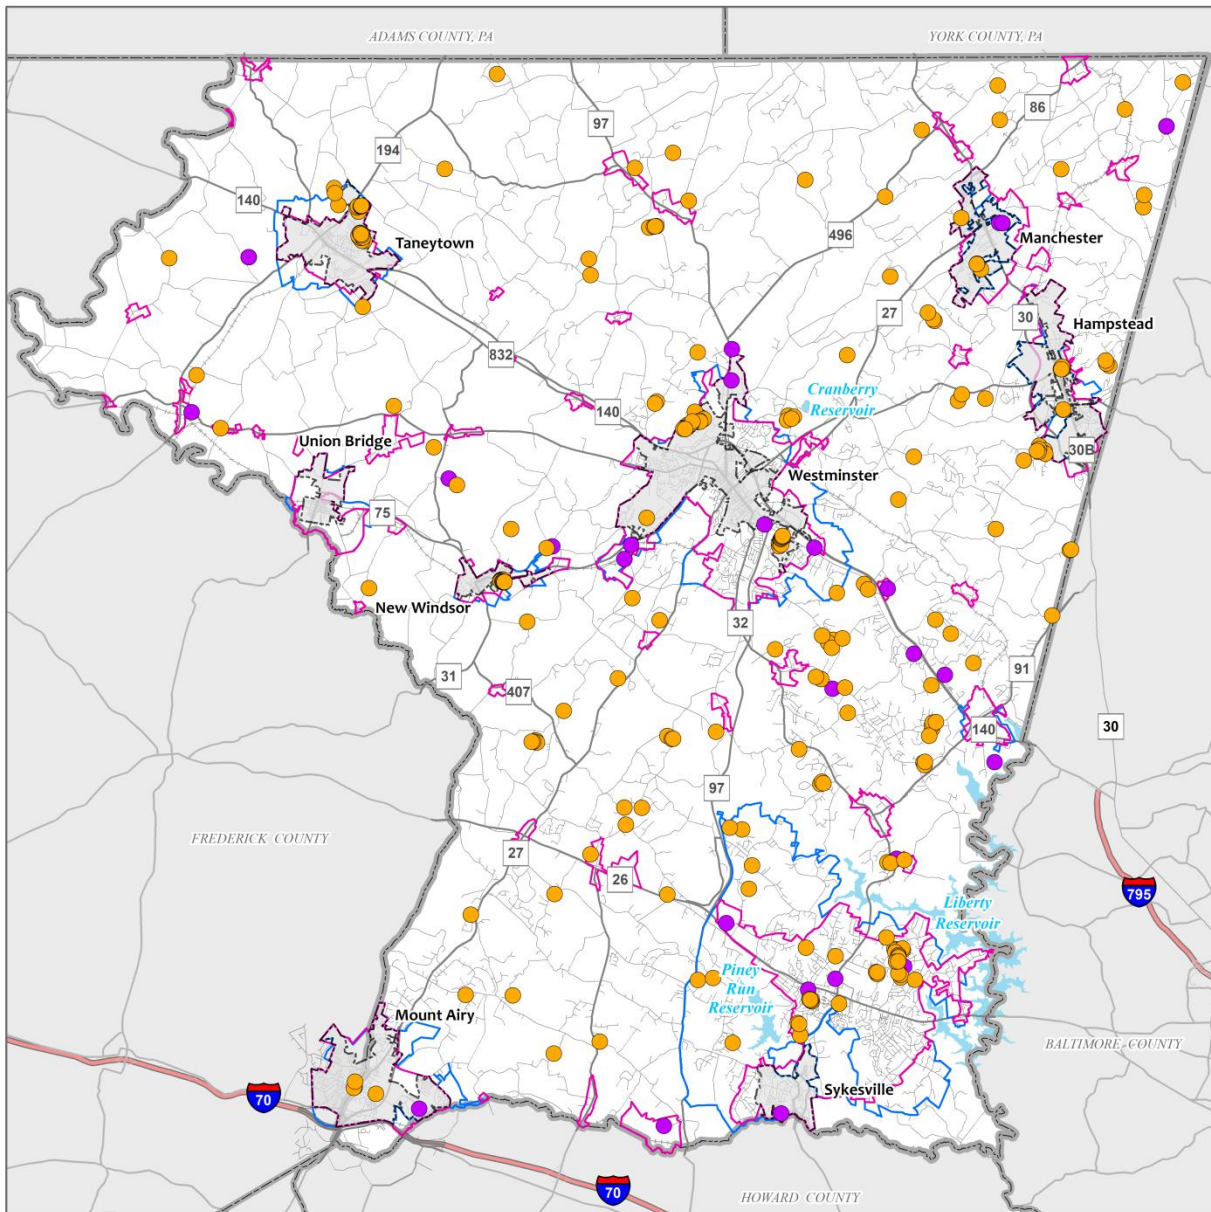 ADAMS COUNTY, PA
YORK COUNTY, PA
86
97
194
140
496
Taneytown
Manchester
27
30
Hampstead
832
Cranberry
Reservoir
140
Union Bridge
30B
Westminster
75
New Windsor
32
31
407
91
140
30
97
FREDERICK COUNTY
27
26
795
Liberty
Reservoir
Piney
Run
Reservoir
Mount Airy
BALTIMORE COUNTY
Sykesville
70
70
HOWARD COUNTY